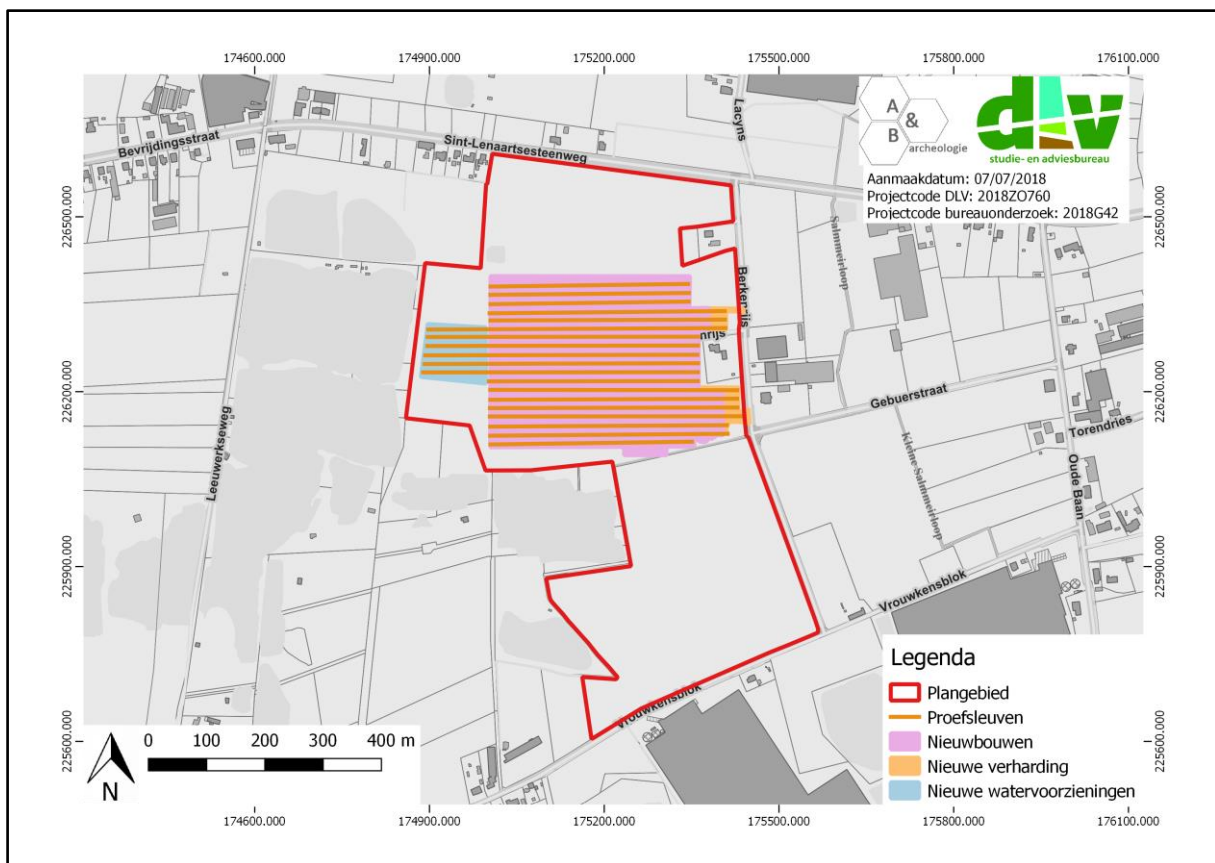 174600.000
174900.000
175200.000
175500.000
175800.000
176100.000
A
&
B
archeologie
dlv
studie- en adviesbureau
Aanmaakdatum: 07/07/2018
Projectcode DLV: 2018ZO760
Projectcode bureauonderzoek: 2018G42
Bevrijdingsstraat
Sint-Lenaartsesteenweg
Lacyns
226500.000
226500.000
Salmmeirloop
Leeuwerkseweg
226200.000
226200.000
Gebuerstraat
Torendries
Kleine Salmmeirloop
Oude Baan
225900.000
225900.000
Vrouwkensblok
Vrouwkensblok
225600.000
225600.000
Legenda
Plangebied
Proefsleuven
Nieuwbouwen
Nieuwe verharding
Nieuwe watervoorzieningen
0 100 200 300 400 m
N
174600.000
174900.000
175200.000
175500.000
175800.000
176100.000